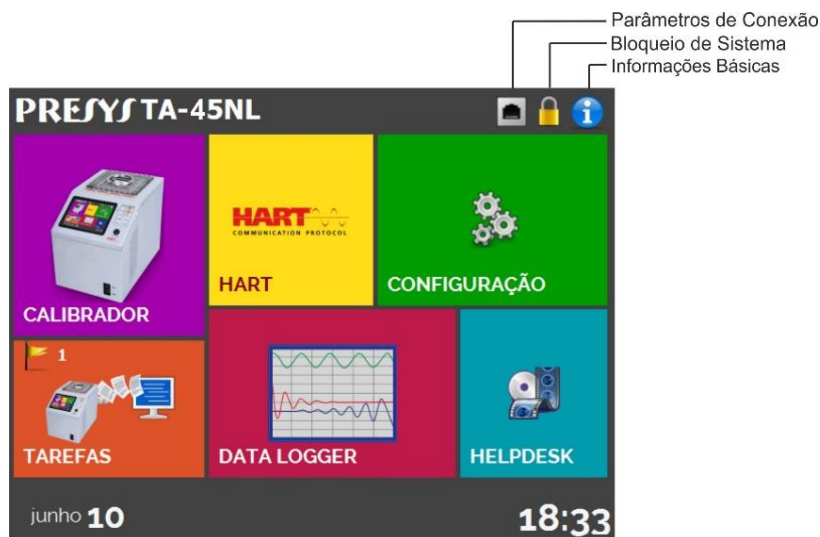 Parâmetros de Conexão
Bloqueio de Sistema
Informações Básicas
PRESYS TA-45NL
HART
COMMUNICATION PROTOCOL
CALIBRADOR
HART
CONFIGURAÇÃO
1
TAREFAS
DATA LOGGER
HELPDESK
junho 10
18:33